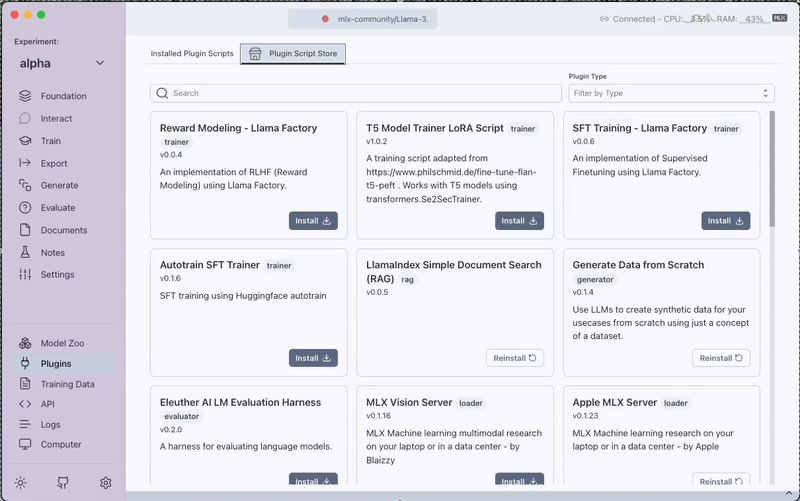 mlx-community/Llama-3.
Connected - CPU: 3.5% RAM: 43% MLX
Experiment:
alpha
Foundation
Interact
Train
Export
Generate
Evaluate
Documents
Notes
Settings
Model Zoo
Plugins
Training Data
API
Logs
Computer
Installed Plugin Scripts
Plugin Script Store
Search
Plugin Type
Filter by Type
Reward Modeling - Llama Factory
trainer
v0.0.4
An implementation of RLHF (Reward
Modeling) using Llama Factory.
Install
T5 Model Trainer LoRA Script trainer
v1.0.2
A training script adapted from
https://www.philschmid.de/fine-tune-flan-
t5-peft . Works with T5 models using
transformers.Se2SecTrainer.
Install
SFT Training - Llama Factory trainer
v0.0.6
An implementation of Supervised
Finetuning using Llama Factory.
Install
Autotrain SFT Trainer trainer
v0.1.6
SFT training using Huggingface autotrain
Install
LlamaIndex Simple Document Search
(RAG) rag
v0.0.5
Reinstall
Generate Data from Scratch
generator
v0.1.4
Use LLMs to create synthetic data for your
usecases from scratch using just a concept
of a dataset.
Reinstall
Eleuther AI LM Evaluation Harness
evaluator
v0.2.0
A harness for evaluating language models.
Install
MLX Vision Server loader
v0.1.16
MLX Machine learning multimodal research
on your laptop or in a data center - by
Blaizzy
Install
Apple MLX Server loader
v0.1.23
MLX Machine learning research on your
laptop or in a data center - by Apple
Reinstall